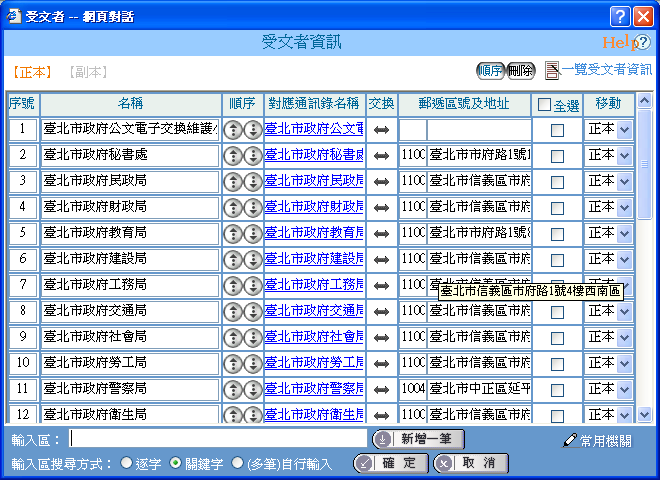 受文者 -- 網頁對話
受文者資訊
Help ?
【正本】 【副本】 順序 刪除 一覽受文者資訊
序號 名稱 順序 對應通訊錄名稱 交換 郵遞區號及地址 全選 移動
1 臺北市政府公文電子交換維護 臺北市政府公文電 正本
2 臺北市政府秘書處 臺北市政府秘書處 1100 臺北市市府路1號1 正本
3 臺北市政府民政局 臺北市政府民政局 1100 臺北市信義區市府 正本
4 臺北市政府財政局 臺北市政府財政局 1100 臺北市信義區市府 正本
5 臺北市政府教育局 臺北市政府教育局 1100 臺北市市府路1號8 正本
6 臺北市政府建設局 臺北市政府建設局 1100 臺北市信義區市府 正本
7 臺北市政府工務局 臺北市政府工務局 1100 臺北市信義區市府 正本
臺北市信義區市府路1號4樓西南區
8 臺北市政府交通局 臺北市政府交通局 1100 臺北市信義區市府 正本
9 臺北市政府社會局 臺北市政府社會局 1100 臺北市信義區市府 正本
10 臺北市政府勞工局 臺北市政府勞工局 1100 臺北市信義區市府 正本
11 臺北市政府警察局 臺北市政府警察局 1004 臺北市中正區延平 正本
12 臺北市政府衛生局 臺北市政府衛生局 1100 臺北市信義區市府 正本
輸入區： 新增一筆 常用機關
輸入區搜尋方式： 逐字 關鍵字 (多筆)自行輸入 確 定 取 消